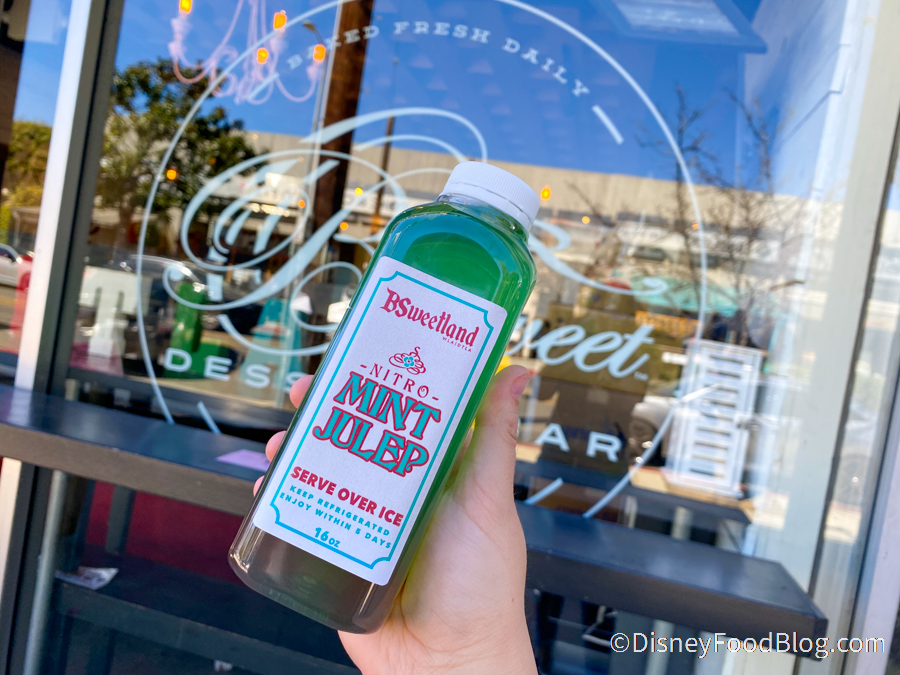 BAKED FRESH DAILY
Sweet
DESS
AR
BSweetland
WLAIDYLA
-NITRO-
MINT
JULEP
SERVE OVER ICE
KEEP REFRIGERATED
ENJOY WITHIN 5 DAYS
16oz
©DisneyFoodBlog.com